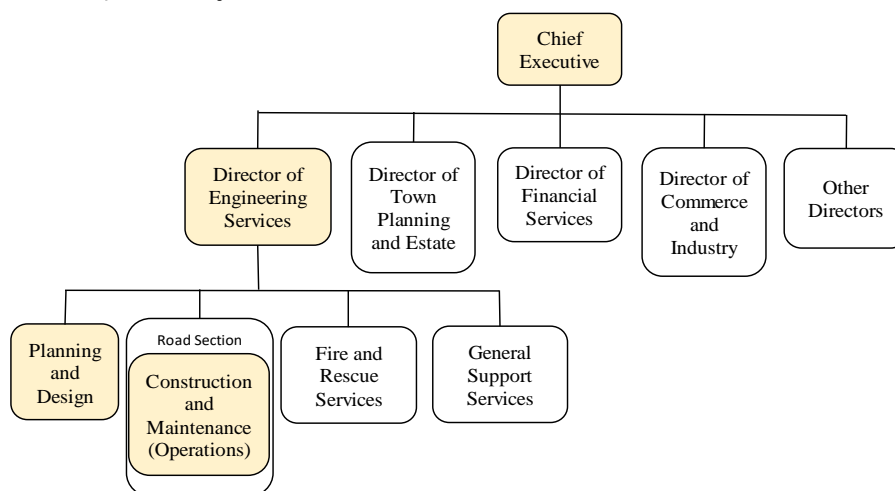 Chief
Executive
Director of
Engineering
Services
Director of
Town
Planning
and Estate
Director of
Financial
Services
Director of
Commerce
and
Industry
Other
Directors
Planning
and
Design
Road Section
Construction
and
Maintenance
(Operations)
Fire and
Rescue
Services
General
Support
Services